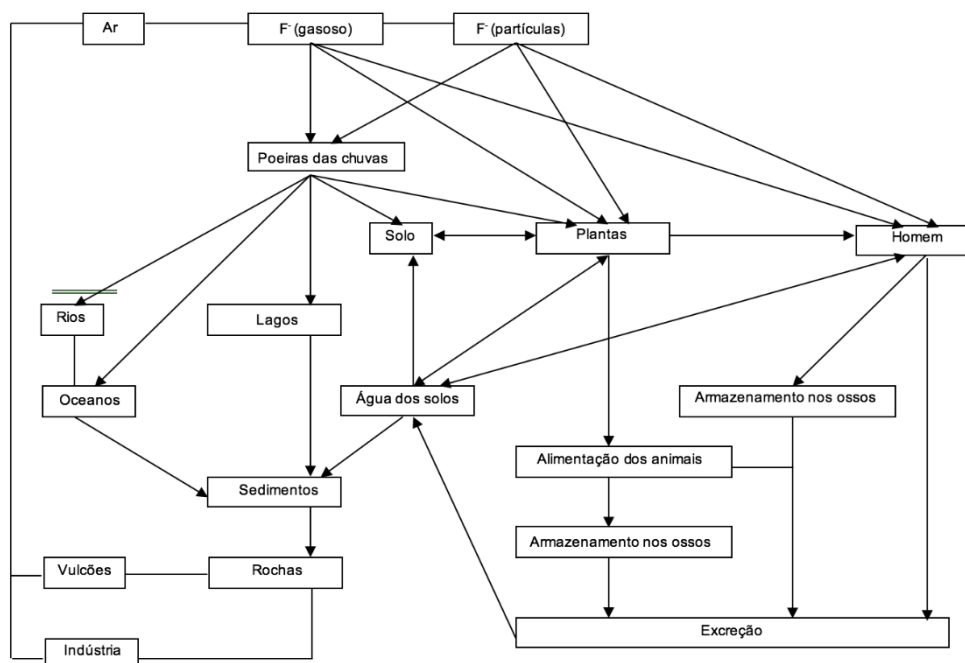 Ar
F- (gasoso)
F- (partículas)
Poeiras das chuvas
Solo
Plantas
Homem
Rios
Lagos
Oceanos
Água dos solos
Armazenamento nos ossos
Alimentação dos animais
Sedimentos
Armazenamento nos ossos
Vulcões
Rochas
Excreção
Indústria